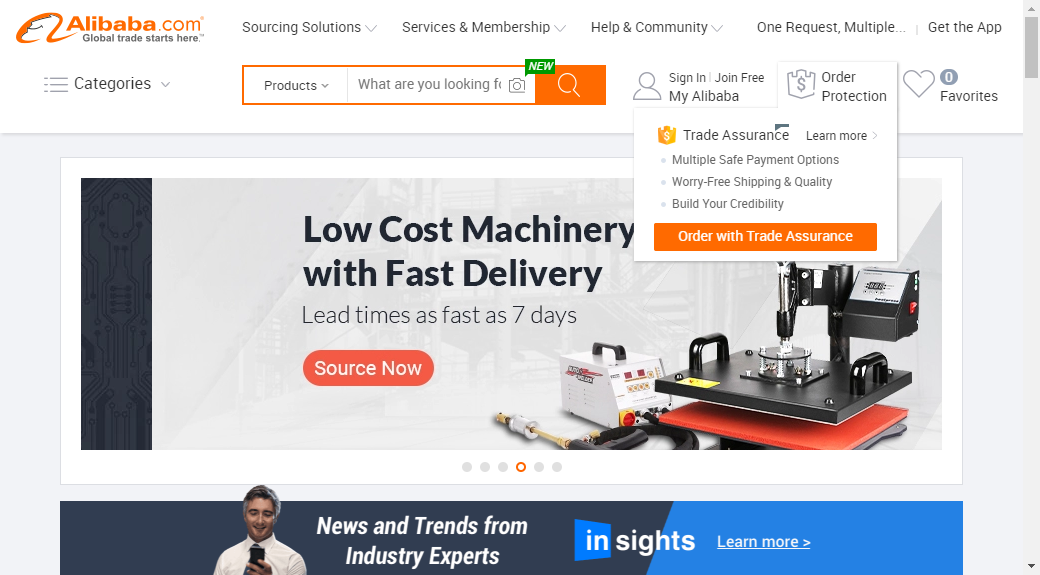 Alibaba.com
Global trade starts here.™
Sourcing Solutions
Services & Membership
Help & Community
One Request, Multiple...
Get the App
Categories
Products
What are you looking fo
NEW
Sign In
Join Free
My Alibaba
Order
Protection
0
Favorites
Trade Assurance
Learn more
Multiple Safe Payment Options
Worry-Free Shipping & Quality
Build Your Credibility
Order with Trade Assurance
Low Cost Machinery
with Fast Delivery
Lead times as fast as 7 days
Source Now
News and Trends from
Industry Experts
in sights
Learn more >